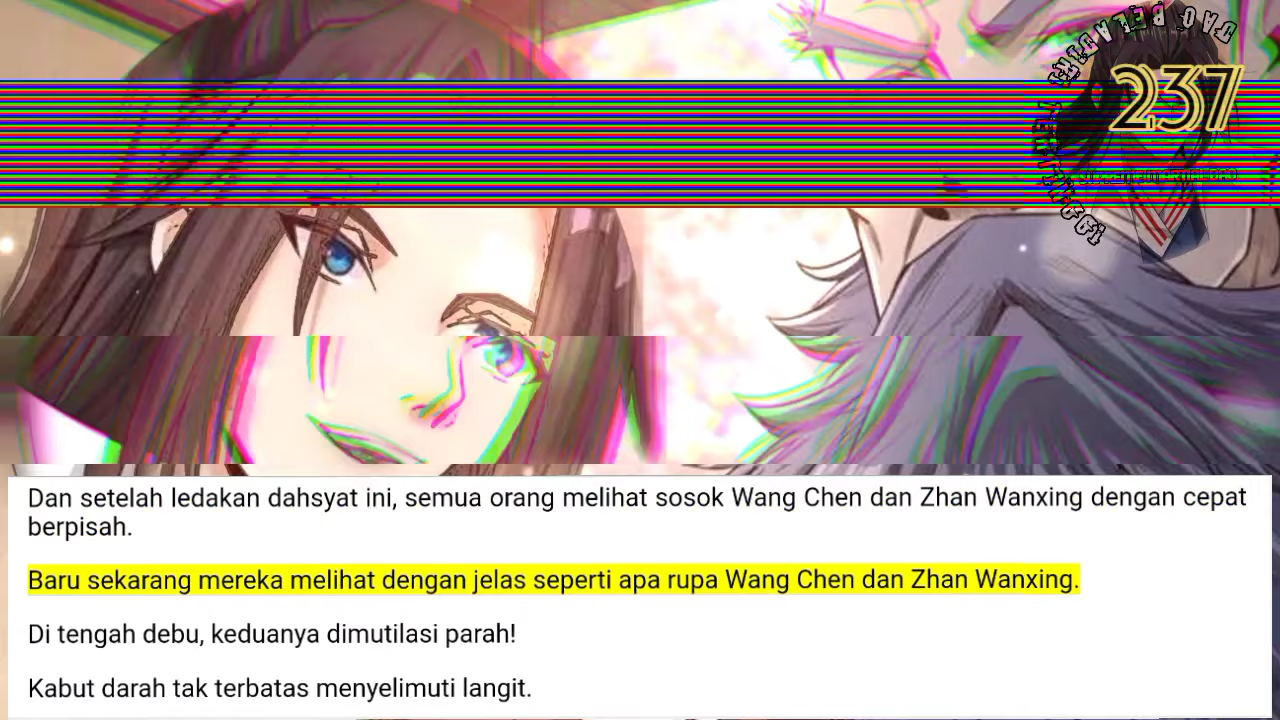 237
Dan setelah ledakan dahsyat ini, semua orang melihat sosok Wang Chen dan Zhan Wanxing dengan cepat
berpisah.
Baru sekarang mereka melihat dengan jelas seperti apa rupa Wang Chen dan Zhan Wanxing.
Di tengah debu, keduanya dimutilasi parah!
Kabut darah tak terbatas menyelimuti langit.